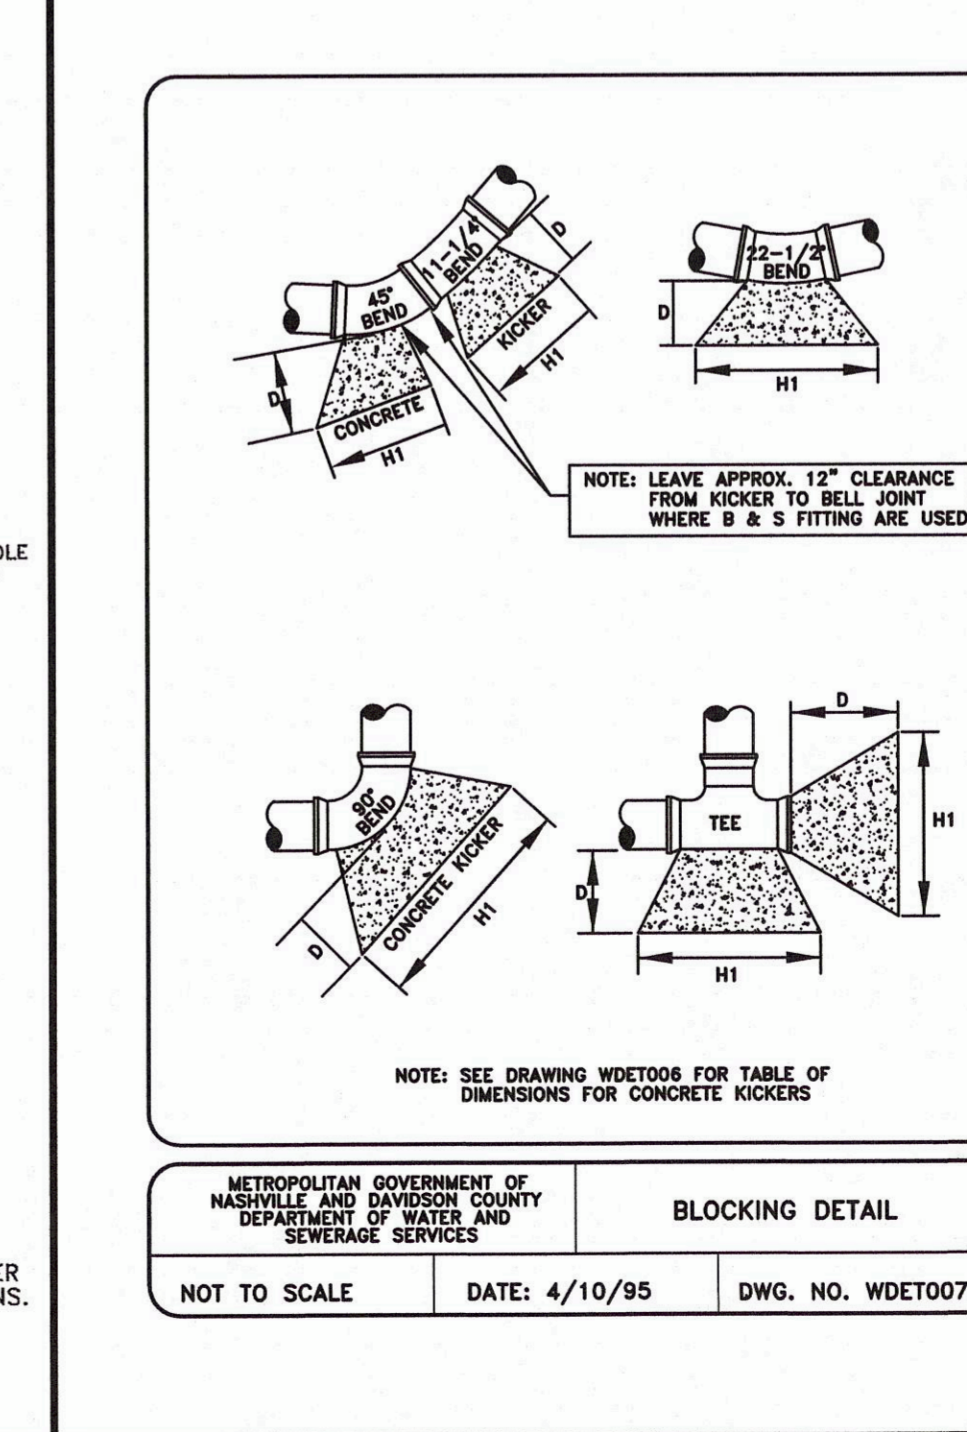 11-1/4°
BEND
D
45°
BEND
KICKER
H1
D
CONCRETE
H1
22-1/2°
BEND
D
H1
NOTE: LEAVE APPROX. 12" CLEARANCE
FROM KICKER TO BELL JOINT
WHERE B & S FITTING ARE USED
OLE
90°
BEND
CONCRETE KICKER
H1
D
D
TEE
H1
D
H1
NOTE: SEE DRAWING WDET006 FOR TABLE OF
DIMENSIONS FOR CONCRETE KICKERS
METROPOLITAN GOVERNMENT OF
NASHVILLE AND DAVIDSON COUNTY
DEPARTMENT OF WATER AND
SEWERAGE SERVICES
BLOCKING DETAIL
ER
NS.
NOT TO SCALE
DATE: 4/10/95
DWG. NO. WDET007